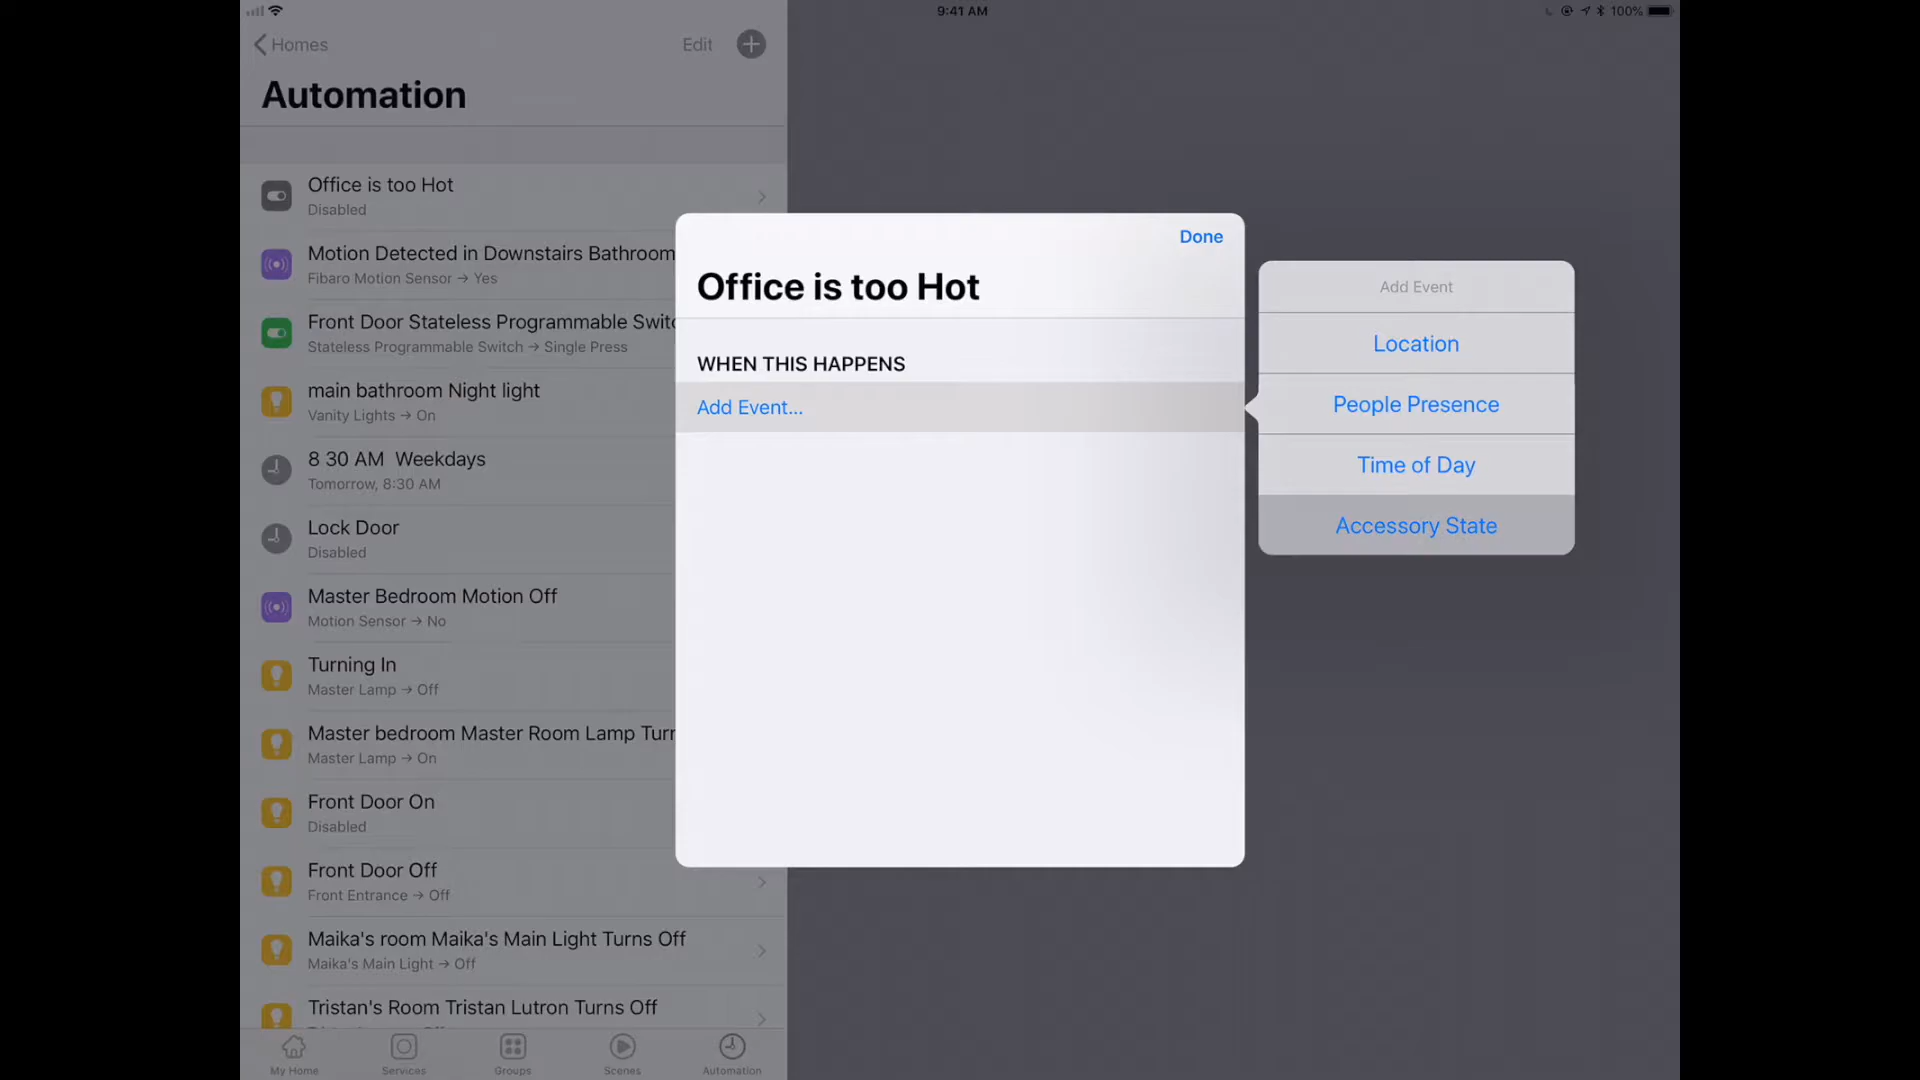 9:41 AM
100%
Homes
Edit
Automation
Office is too Hot
Disabled
Motion Detected in Downstairs Bathroom
Fibaro Motion Sensor → Yes
Front Door Stateless Programmable Switc
Stateless Programmable Switch → Single Press
main bathroom Night light
Vanity Lights → On
8 30 AM  Weekdays
Tomorrow, 8:30 AM
Lock Door
Disabled
Master Bedroom Motion Off
Motion Sensor → No
Turning In
Master Lamp → Off
Master bedroom Master Room Lamp Turr
Master Lamp → On
Front Door On
Disabled
Front Door Off
Front Entrance → Off
Maika's room Maika's Main Light Turns Off
Maika's Main Light → Off
Tristan's Room Tristan Lutron Turns Off
My Home
Services
Groups
Scenes
Automation
Done
Office is too Hot
WHEN THIS HAPPENS
Add Event...
Add Event
Location
People Presence
Time of Day
Accessory State